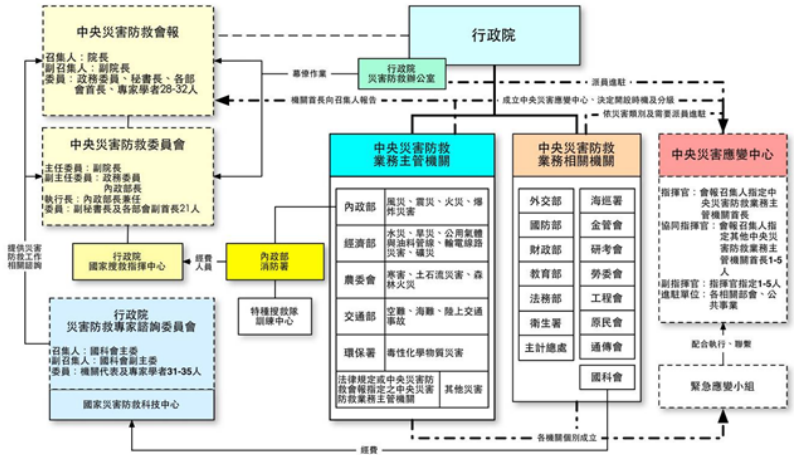 中央災害防救會報
召集人：院長
副召集人：副院長
委員：政務委員、秘書長、各部
會首長、專家學者28-32人
行政院
行政院
災害防救辦公室
幕僚作業
派員進駐
機關首長向召集人報告
成立中央災害應變中心、決定開設時機及分級
依災害類別及需要派員進駐
中央災害防救委員會
主任委員：副院長
副主任委員：政務委員
內政部長
執行長：內政部長兼任
委員：副秘書長及各部會副首長21人
行政院
國家搜救指揮中心
經費
人員
內政部
消防署
特種搜救隊
訓練中心
提供災害
防救工作
相關諮詢
行政院
災害防救專家諮詢委員會
召集人：國科會主委
副召集人：國科會副主委
委員：機關代表及專家學者31-35人
國家災害防救科技中心
中央災害防救
業務主管機關
內政部
風災、震災、火災、爆
炸災害
經濟部
水災、旱災、公用氣體
與油料管線、輸電線路
災害、礦災
農委會
寒害、土石流災害、森
林火災
交通部
空難、海難、陸上交通
事故
環保署
毒性化學物質災害
法律規定或中央災害防
救會報指定之中央災害
防救業務主管機關
其他災害
中央災害防救
業務相關機關
外交部
國防部
財政部
教育部
法務部
衛生署
主計總處
海巡署
金管會
研考會
勞委會
工程會
原民會
通傳會
國科會
中央災害應變中心
指揮官：會報召集人指定中
央災害防救業務主
管機關首長
協同指揮官：會報召集人指
定其他中央災
害防救業務主
管機關首長1-5
人
副指揮官：指揮官指定1-5人
進駐單位：各相關部會、公
共事業
配合執行、聯繫
緊急應變小組
各機關個別成立
經費